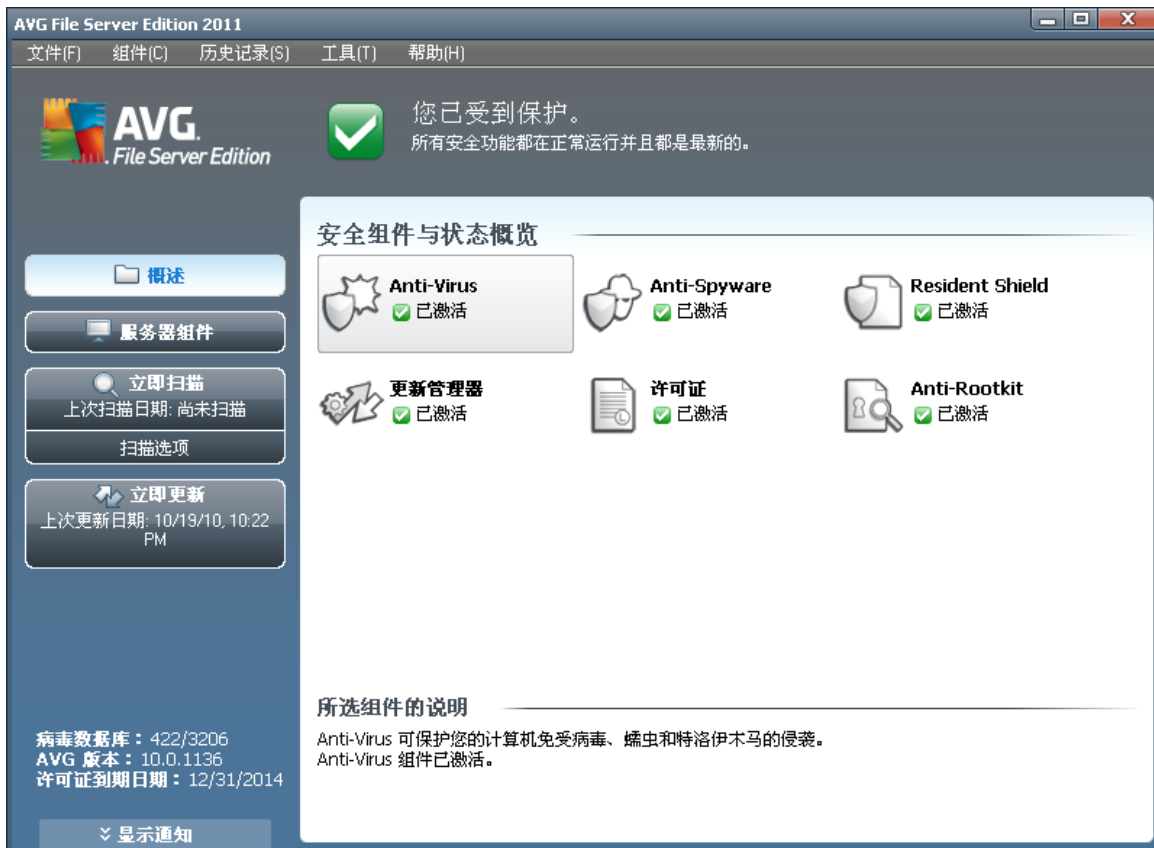 AVG File Server Edition 2011
文件(F) 组件(C) 历史记录(S) 工具(T) 帮助(H)
AVG.
File Server Edition
您已受到保护。
所有安全功能都在正常运行并且都是最新的。
概述
服务器组件
立即扫描
上次扫描日期: 尚未扫描
扫描选项
立即更新
上次更新日期: 10/19/10, 10:22
PM
病毒数据库：422/3206
AVG 版本：10.0.1136
许可证到期日期：12/31/2014
显示通知
安全组件与状态概览
Anti-Virus
已激活
Anti-Spyware
已激活
Resident Shield
已激活
更新管理器
已激活
许可证
已激活
Anti-Rootkit
已激活
所选组件的说明
Anti-Virus 可保护您的计算机免受病毒、蠕虫和特洛伊木马的侵袭。
Anti-Virus 组件已激活。